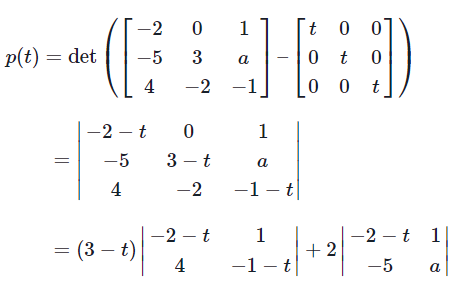 p(t) = det ( [ −2 0 1 ; −5 3 a ; 4 −2 −1 ] − [ t 0 0 ; 0 t 0 ; 0 0 t ] )
= | −2 − t 0 1 ; −5 3 − t a ; 4 −2 −1 − t |
= (3 − t) | −2 − t 1 ; 4 −1 − t | + 2 | −2 − t 1 ; −5 a |